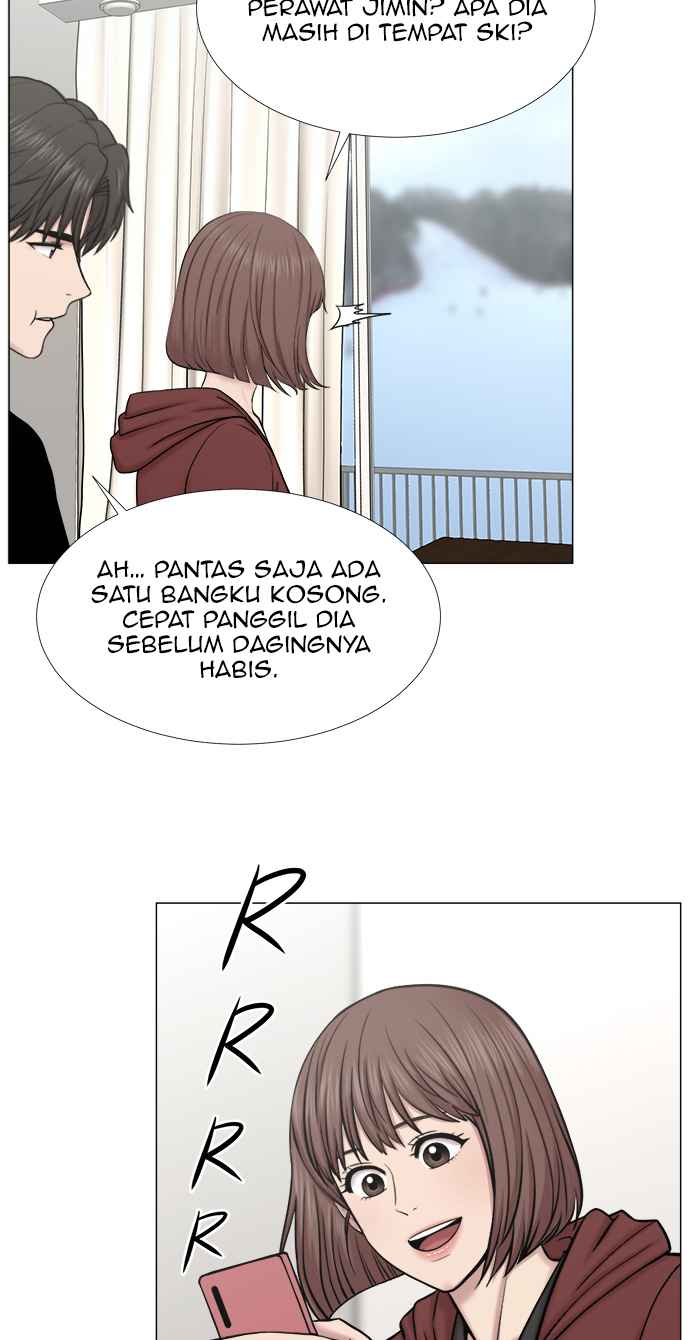 PERAWAT JIMIN? APA DIA
MASIH DI TEMPAT SKI?
AH... PANTAS SAJA ADA
SATU BANGKU KOSONG.
CEPAT PANGGIL DIA
SEBELUM DAGINGNYA
HABIS.
R
R
R
R